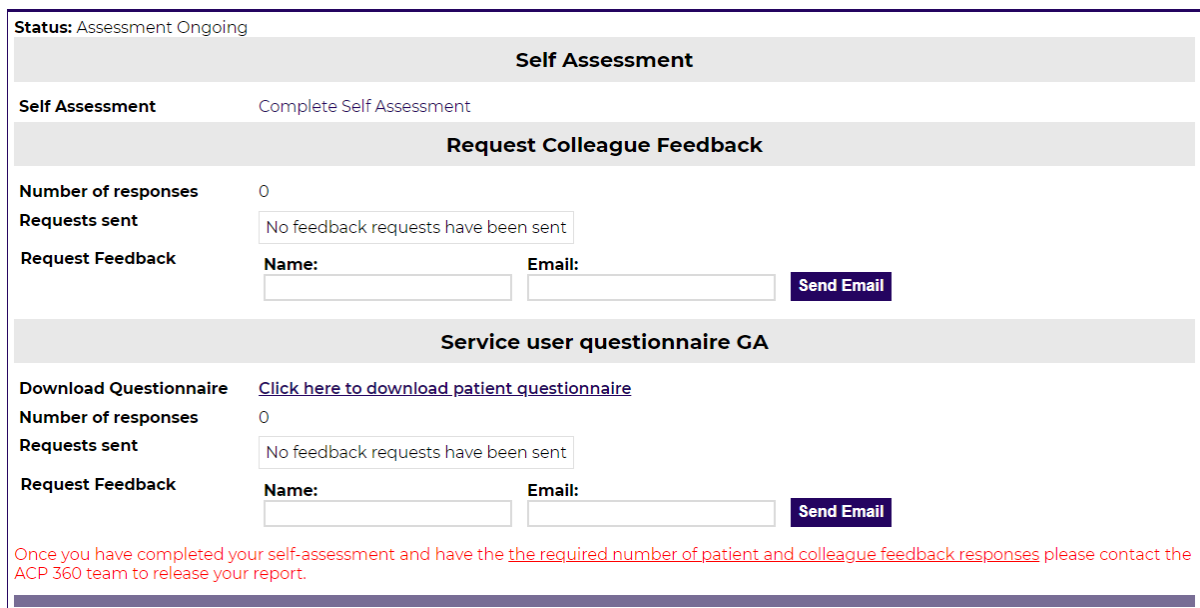 Status: Assessment Ongoing
Self Assessment
Self Assessment Complete Self Assessment
Request Colleague Feedback
Number of responses 0
Requests sent No feedback requests have been sent
Request Feedback Name: Email: Send Email
Service user questionnaire GA
Download Questionnaire Click here to download patient questionnaire
Number of responses 0
Requests sent No feedback requests have been sent
Request Feedback Name: Email: Send Email
Once you have completed your self-assessment and have the the required number of patient and colleague feedback responses please contact the
ACP 360 team to release your report.